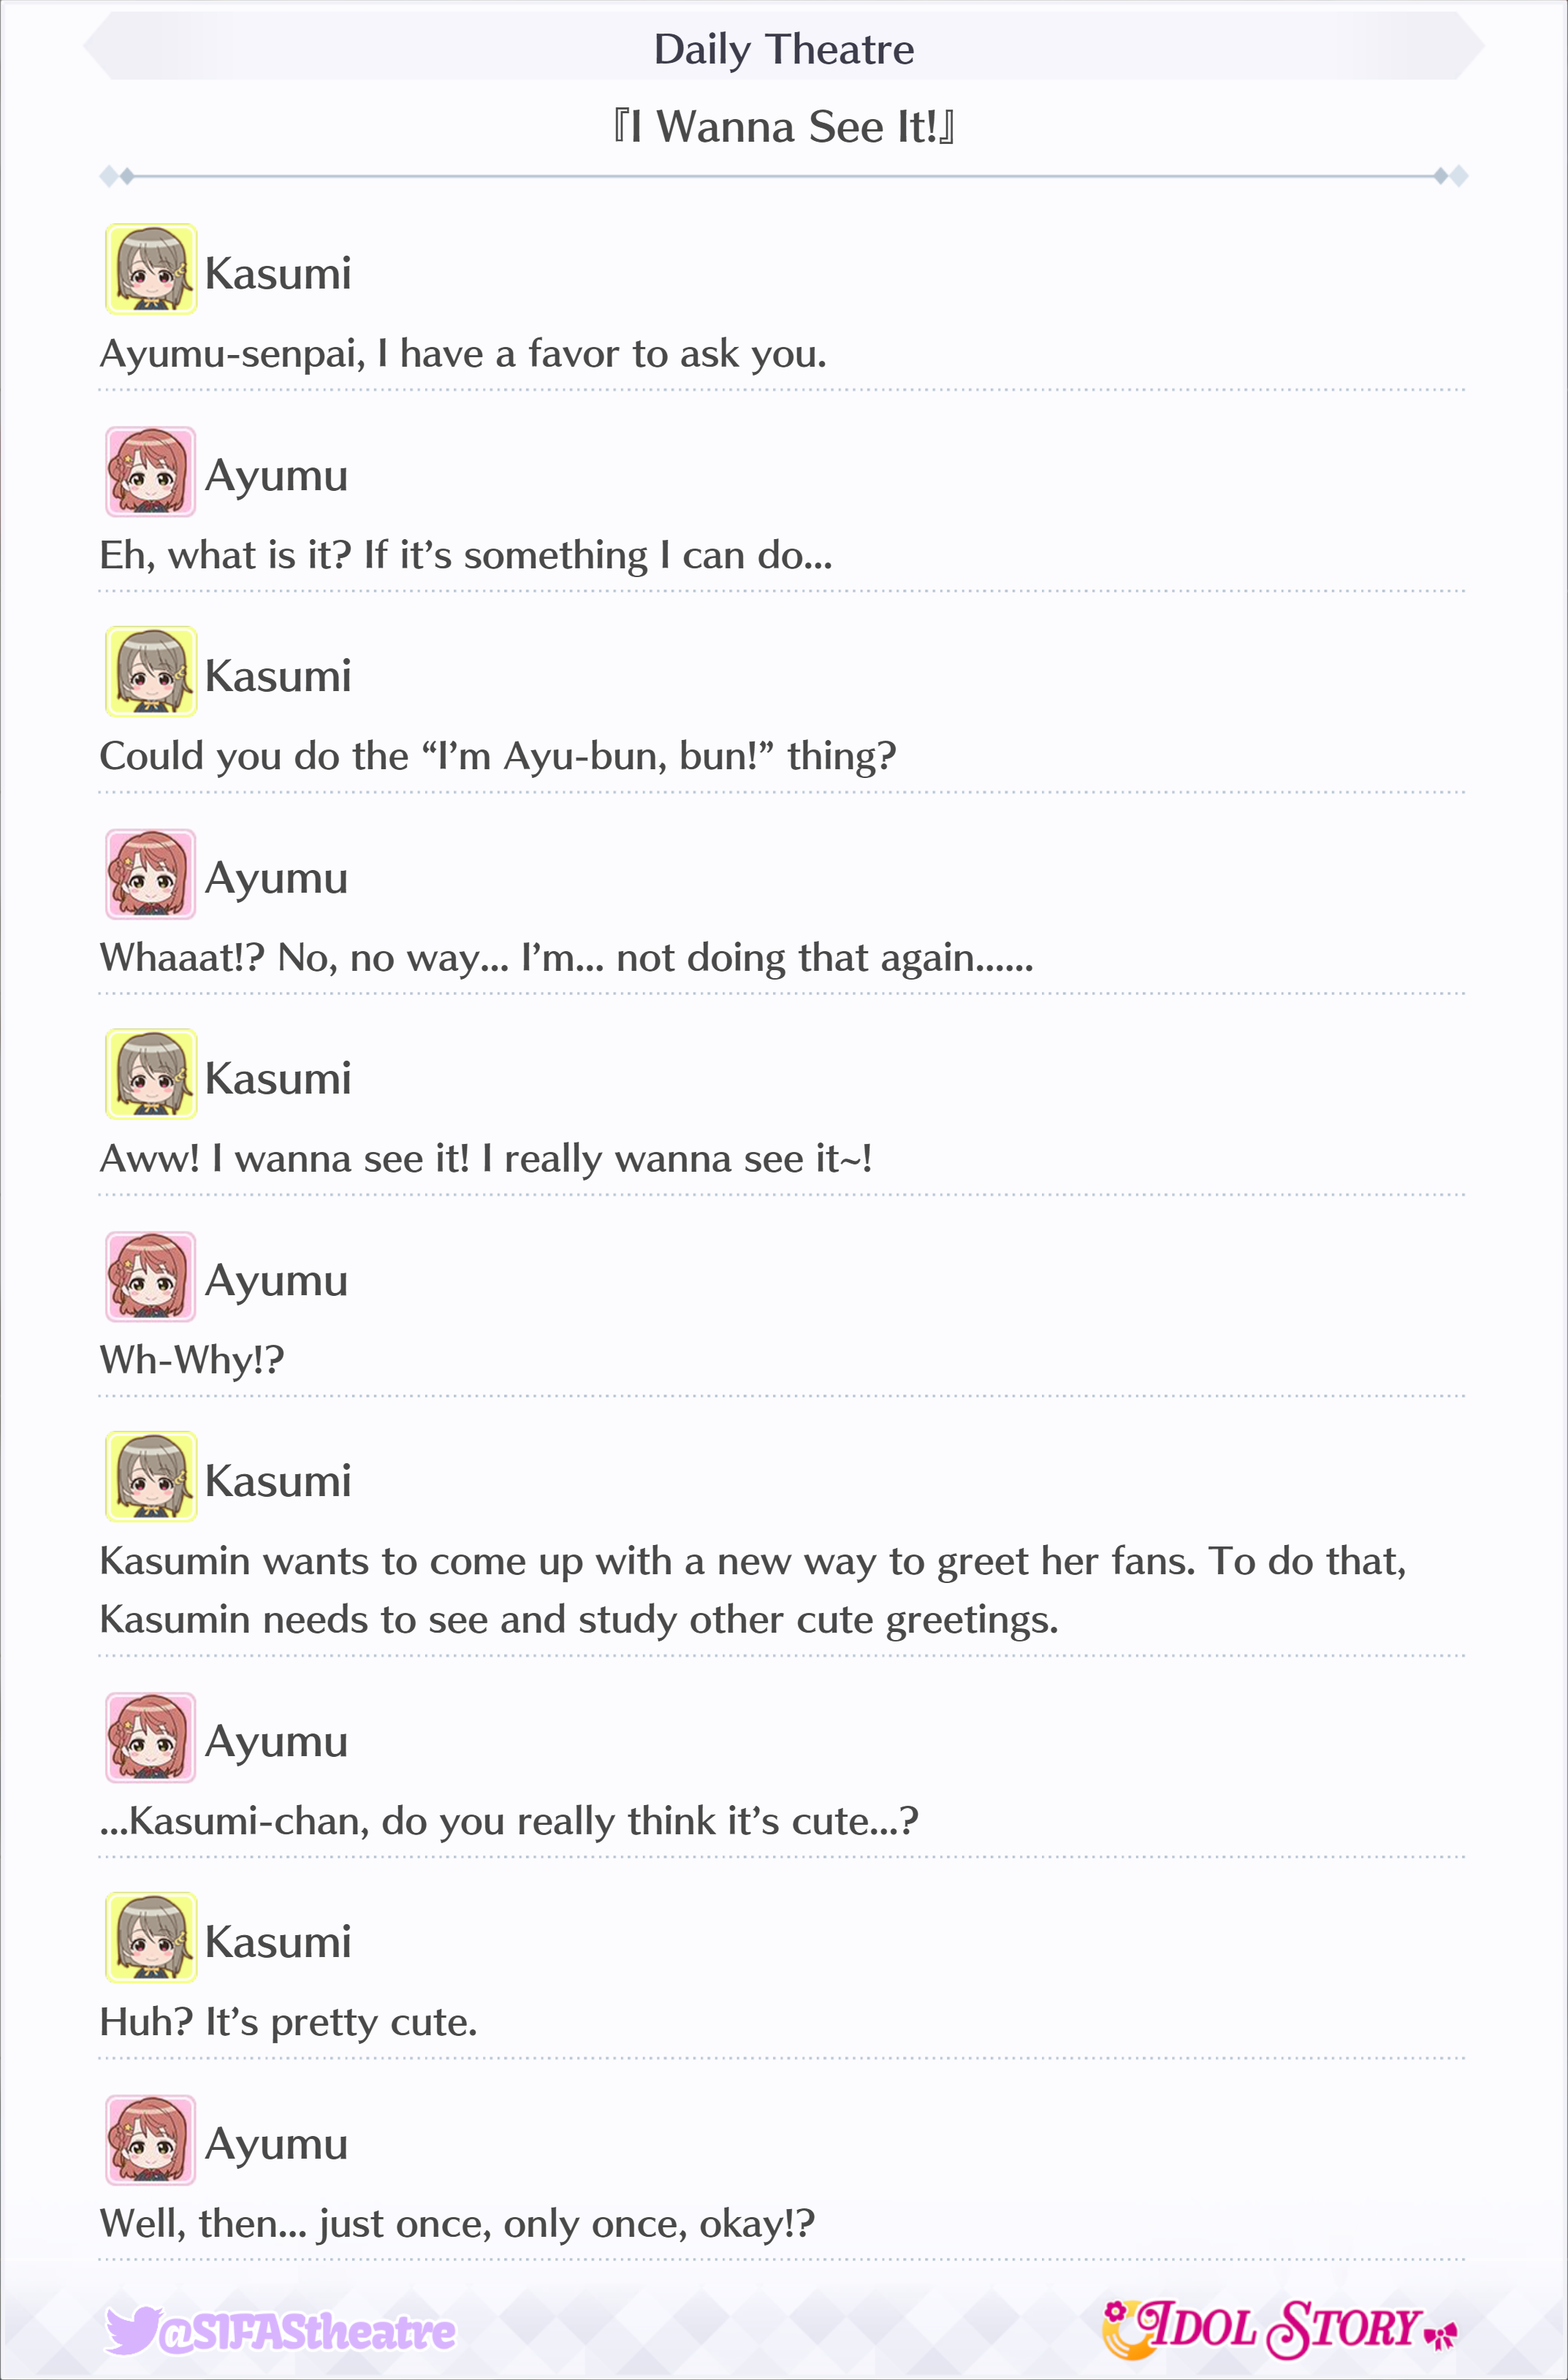 Daily Theatre
『I Wanna See It!』
Kasumi
Ayumu-senpai, I have a favor to ask you.
Ayumu
Eh, what is it? If it’s something I can do...
Kasumi
Could you do the “I’m Ayu-bun, bun!” thing?
Ayumu
Whaaat!? No, no way... I’m... not doing that again......
Kasumi
Aww! I wanna see it! I really wanna see it~!
Ayumu
Wh-Why!?
Kasumi
Kasumin wants to come up with a new way to greet her fans. To do that,
Kasumin needs to see and study other cute greetings.
Ayumu
...Kasumi-chan, do you really think it’s cute...?
Kasumi
Huh? It’s pretty cute.
Ayumu
Well, then... just once, only once, okay!?
@SIFAStheatre
IDOL STORY